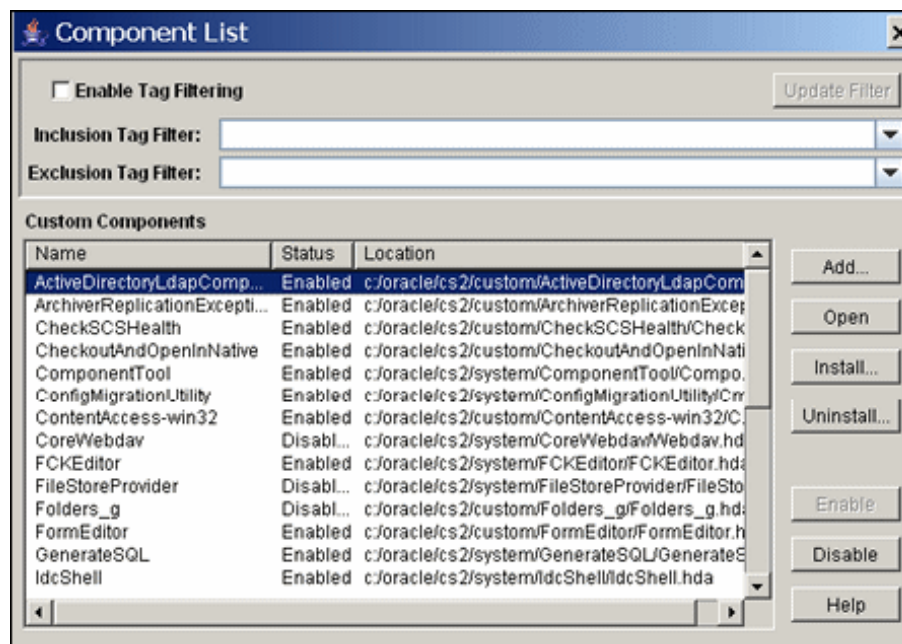 Component List
Enable Tag Filtering
Update Filter
Inclusion Tag Filter:
Exclusion Tag Filter:
Custom Components
Name Status Location
ActiveDirectoryLdapComp... Enabled c:/oracle/cs2/custom/ActiveDirectoryLdapCom
ArchiverReplicationExcepti... Enabled c:/oracle/cs2/custom/ArchiverReplicationExcep
CheckSCSHealth Enabled c:/oracle/cs2/custom/CheckSCSHealth/Check
CheckoutAndOpenInNative Enabled c:/oracle/cs2/custom/CheckoutAndOpenInNati
ComponentTool Enabled c:/oracle/cs2/system/ComponentTool/Compo.
ConfigMigrationUtility Enabled c:/oracle/cs2/system/ConfigMigrationUtility/Cm
ContentAccess-win32 Enabled c:/oracle/cs2/custom/ContentAccess-win32/C.
CoreWebdav Disabl... c:/oracle/cs2/system/CoreWebdav/Webdav.hd
FCKEditor Enabled c:/oracle/cs2/system/FCKEditor/FCKEditor.hda
FileStoreProvider Disabl... c:/oracle/cs2/system/FileStoreProvider/FileSto
Folders_g Disabl... c:/oracle/cs2/custom/Folders_g/Folders_g.hda
FormEditor Enabled c:/oracle/cs2/custom/FormEditor/FormEditor.h
GenerateSQL Enabled c:/oracle/cs2/system/GenerateSQL/GenerateS
IdcShell Enabled c:/oracle/cs2/system/IdcShell/IdcShell.hda
Add...
Open
Install...
Uninstall...
Enable
Disable
Help